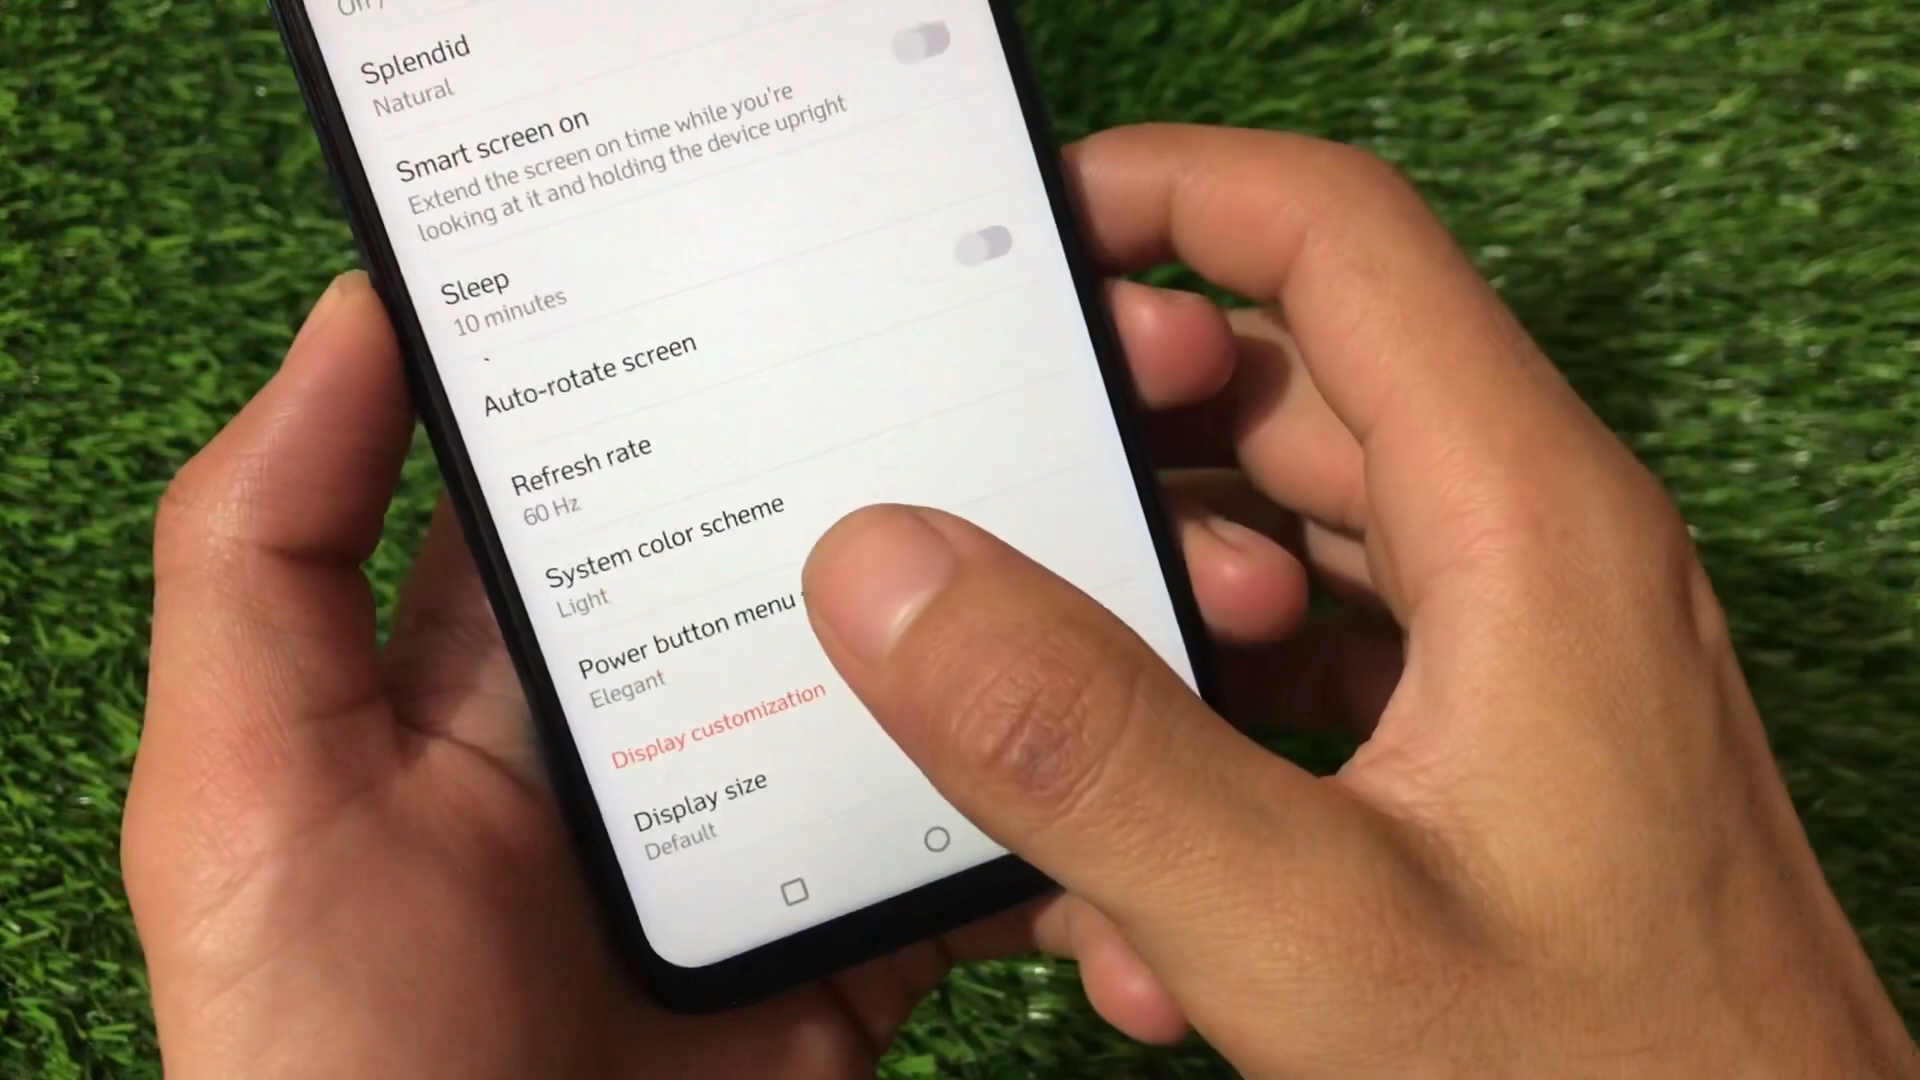 Splendid
Natural
Smart screen on
Extend the screen on time while you're
looking at it and holding the device upright
Sleep
10 minutes
Auto-rotate screen
Refresh rate
60 Hz
System color scheme
Light
Power button menu
Elegant
Display customization
Display size
Default